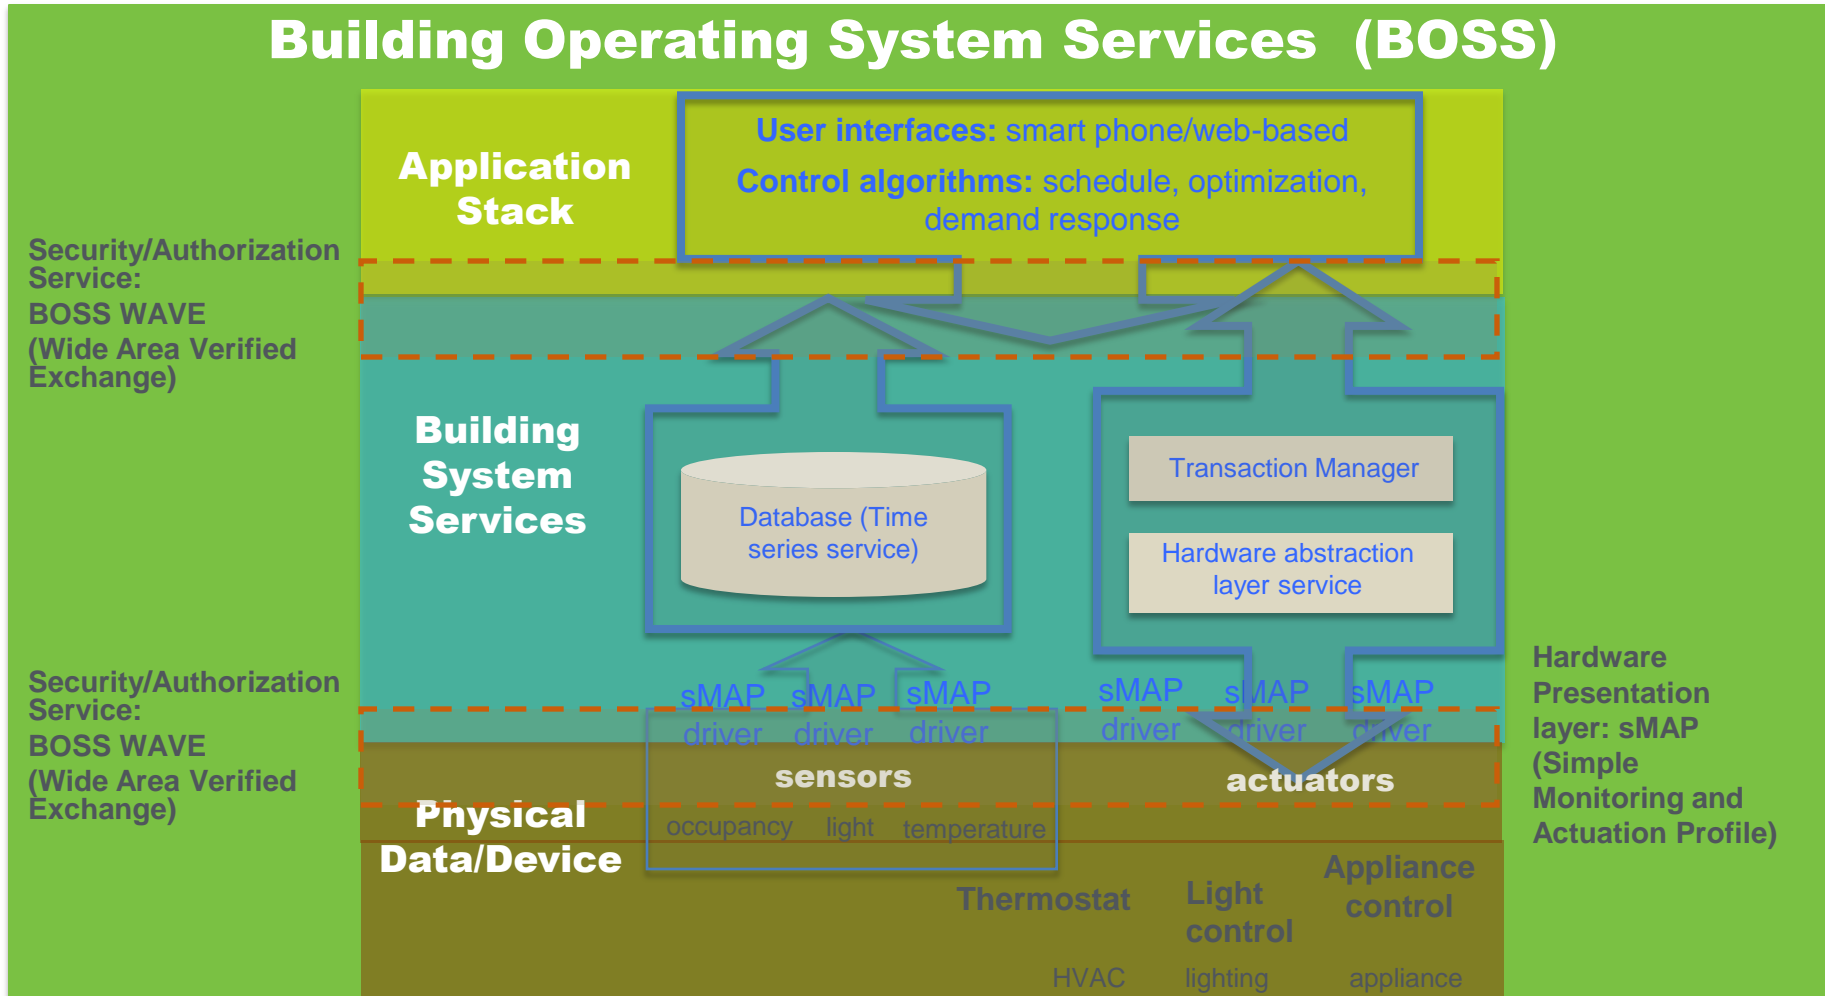 Building Operating System Services (BOSS)
Application
Stack
User interfaces: smart phone/web-based
Control algorithms: schedule, optimization,
demand response
Security/Authorization
Service:
BOSS WAVE
(Wide Area Verified
Exchange)
Building
System
Services
Database (Time
series service)
Transaction Manager
Hardware abstraction
layer service
Security/Authorization
Service:
BOSS WAVE
(Wide Area Verified
Exchange)
sMAP sMAP sMAP sMAP sMAP sMAP
driver driver driver driver driver driver
Hardware
Presentation
layer: sMAP
(Simple
Monitoring and
Actuation Profile)
sensors actuators
Physical
Data/Device
occupancy light temperature
Thermostat
Light
control
Appliance
control
HVAC lighting appliance